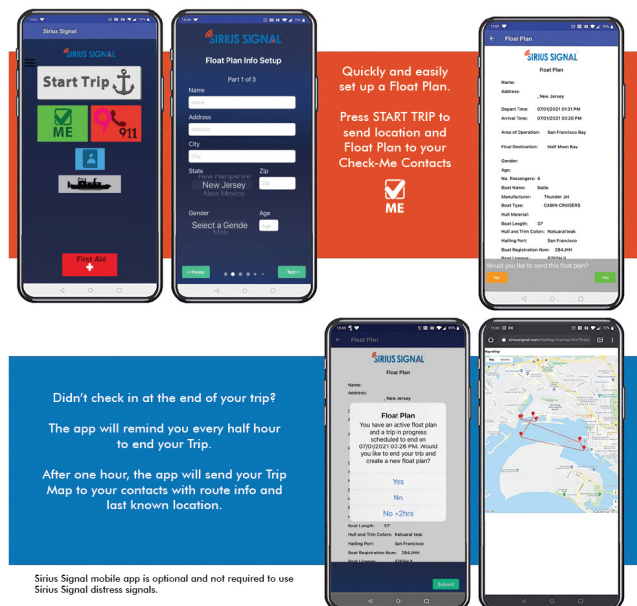 Sirius Signal
SIRIUS SIGNAL
Start Trip
ME
911
First Aid
SIRIUS SIGNAL
Float Plan Info Setup
Part 1 of 3
Name
Name
Address
Address
City
City
State
Zip
New Hampshire
New Jersey
Zip
New Mexico
Gender
Age
Select a Gende
Age
Male
Quickly and easily
set up a Float Plan.
Press START TRIP to
send location and
Float Plan to your
Check-Me Contacts
ME
Float Plan
SIRIUS SIGNAL
Float Plan
Name:
Address:
, New Jersey
Depart Time: 07/01/2021 01:31 PM
Arrival Time: 07/01/2021 03:26 PM
Area of Operation: San Francisco Bay
Final Destination: Half Moon Bay
Gender:
Age:
No. Passengers: 4
Boat Name: Sadie
Manufacturer: Thunder Jet
Boat Type: CABIN CRUISERS
Hull Material:
Boat Length: 37'
Hull and Trim Colors: Natuaral teak
Hailing Port: San Francisco
Boat Registration Num: 284JHH
Would you like to send this float plan?
No
Yes
Didn't check in at the end of your trip?
The app will remind you every half hour
to end your Trip.
After one hour, the app will send your Trip
Map to your contacts with route info and
last known location.
Float Plan
SIRIUS SIGNAL
Float Plan
Name:
Address:
, New Jersey
Float Plan
You have an active float plan
and a trip in progress
scheduled to end on
07/01/2021 03:26 PM. Would
you like to end your trip and
create a new float plan?
Yes
No
No +2hrs
Boat Length: 37'
Hull and Trim Colors: Natuaral teak
Hailing Port: San Francisco
Boat Registration Num: 284JHH
Submit
Sirius Signal mobile app is optional and not required to use
Sirius Signal distress signals.